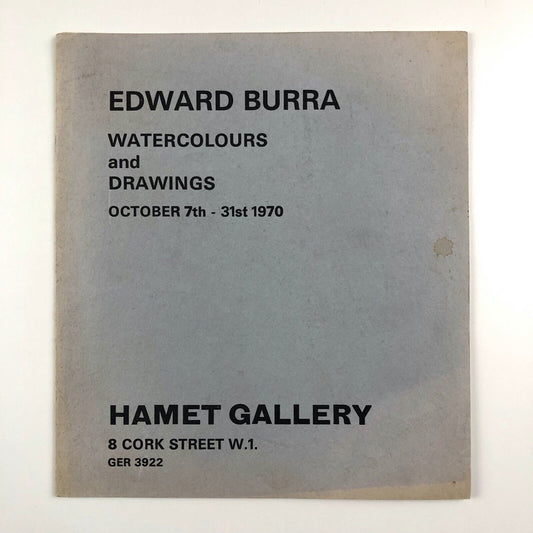 EDWARD BURRA
WATERCOLOURS
and
DRAWINGS
OCTOBER 7th - 31st 1970
HAMET GALLERY
8 CORK STREET W.1.
GER 3922